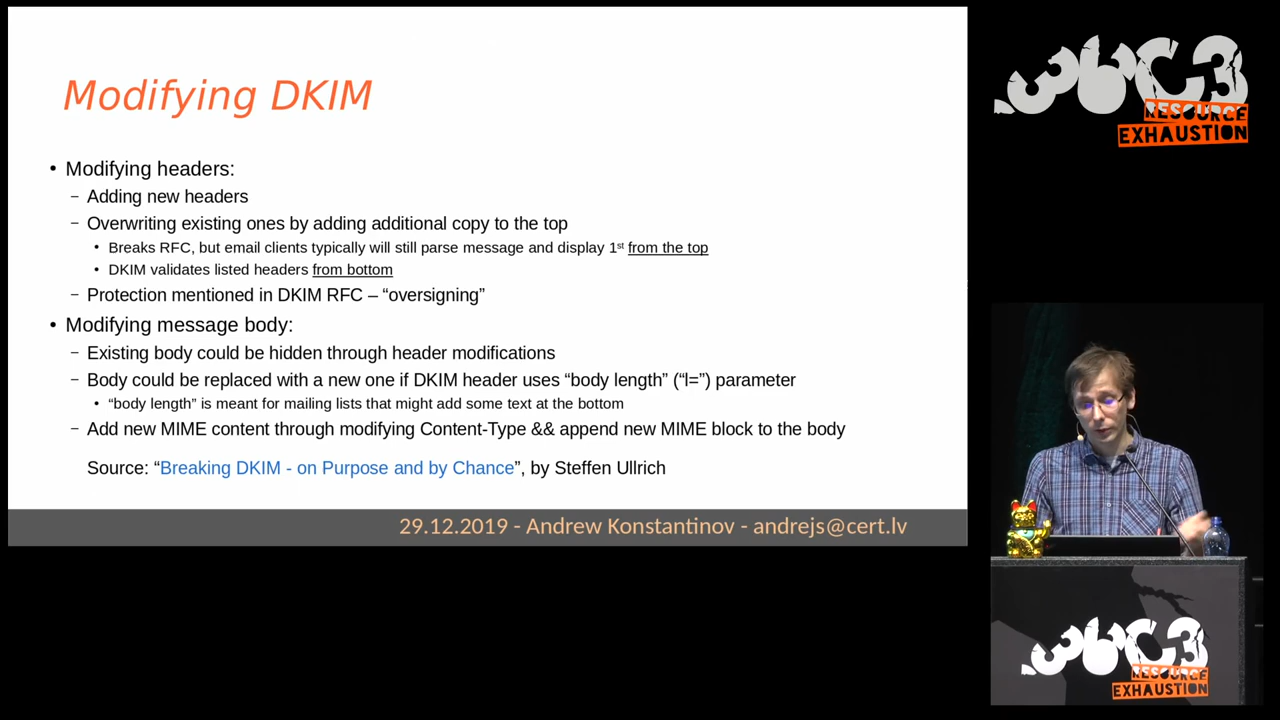 Modifying DKIM
• Modifying headers:
– Adding new headers
– Overwriting existing ones by adding additional copy to the top
• Breaks RFC, but email clients typically will still parse message and display 1st from the top
• DKIM validates listed headers from bottom
– Protection mentioned in DKIM RFC – “oversigning”
• Modifying message body:
– Existing body could be hidden through header modifications
– Body could be replaced with a new one if DKIM header uses “body length” (“l=”) parameter
• “body length” is meant for mailing lists that might add some text at the bottom
– Add new MIME content through modifying Content-Type && append new MIME block to the body
Source: “Breaking DKIM - on Purpose and by Chance”, by Steffen Ullrich
29.12.2019 - Andrew Konstantinov - andrejs@cert.lv
36C3
RESOURCE
EXHAUSTION
36C3
RESOURCE
EXHAUSTION